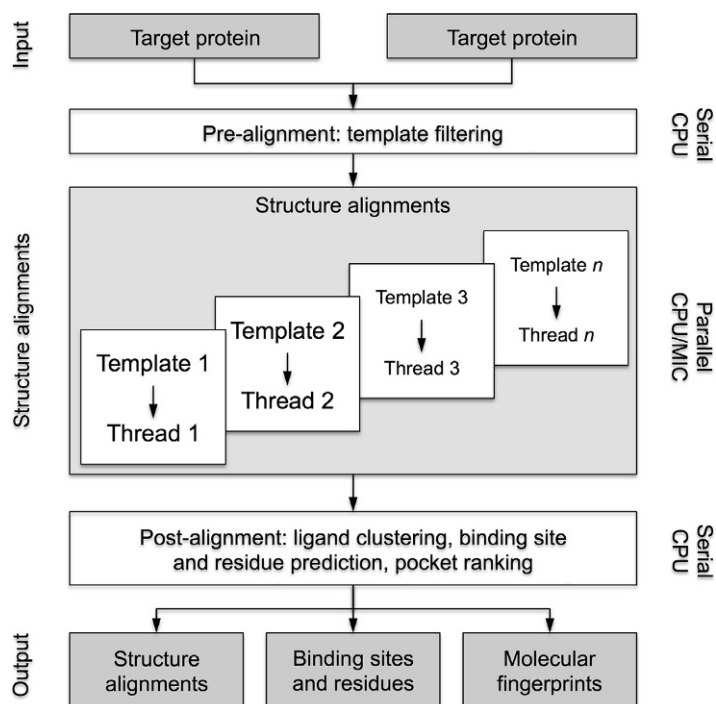 Input
Target protein
Target protein
Pre-alignment: template filtering
Serial
CPU
Structure alignments
Structure alignments
Template 1
Thread 1
Template 2
Thread 2
Template 3
Thread 3
Template n
Thread n
Parallel
CPU/MIC
Post-alignment: ligand clustering, binding site
and residue prediction, pocket ranking
Serial
CPU
Output
Structure
alignments
Binding sites
and residues
Molecular
fingerprints